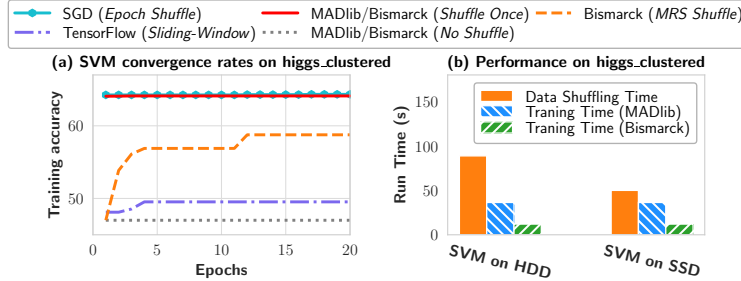 SGD (Epoch Shuffle)
MADlib/Bismarck (Shuffle Once)
Bismarck (MRS Shuffle)
TensorFlow (Sliding-Window)
MADlib/Bismarck (No Shuffle)
(a) SVM convergence rates on higgs_clustered
Training accuracy
60
50
0
5
10
15
20
Epochs
(b) Performance on higgs_clustered
Run Time (s)
150
100
50
0
Data Shuffling Time
Traning Time (MADlib)
Traning Time (Bismarck)
SVM on HDD
SVM on SSD